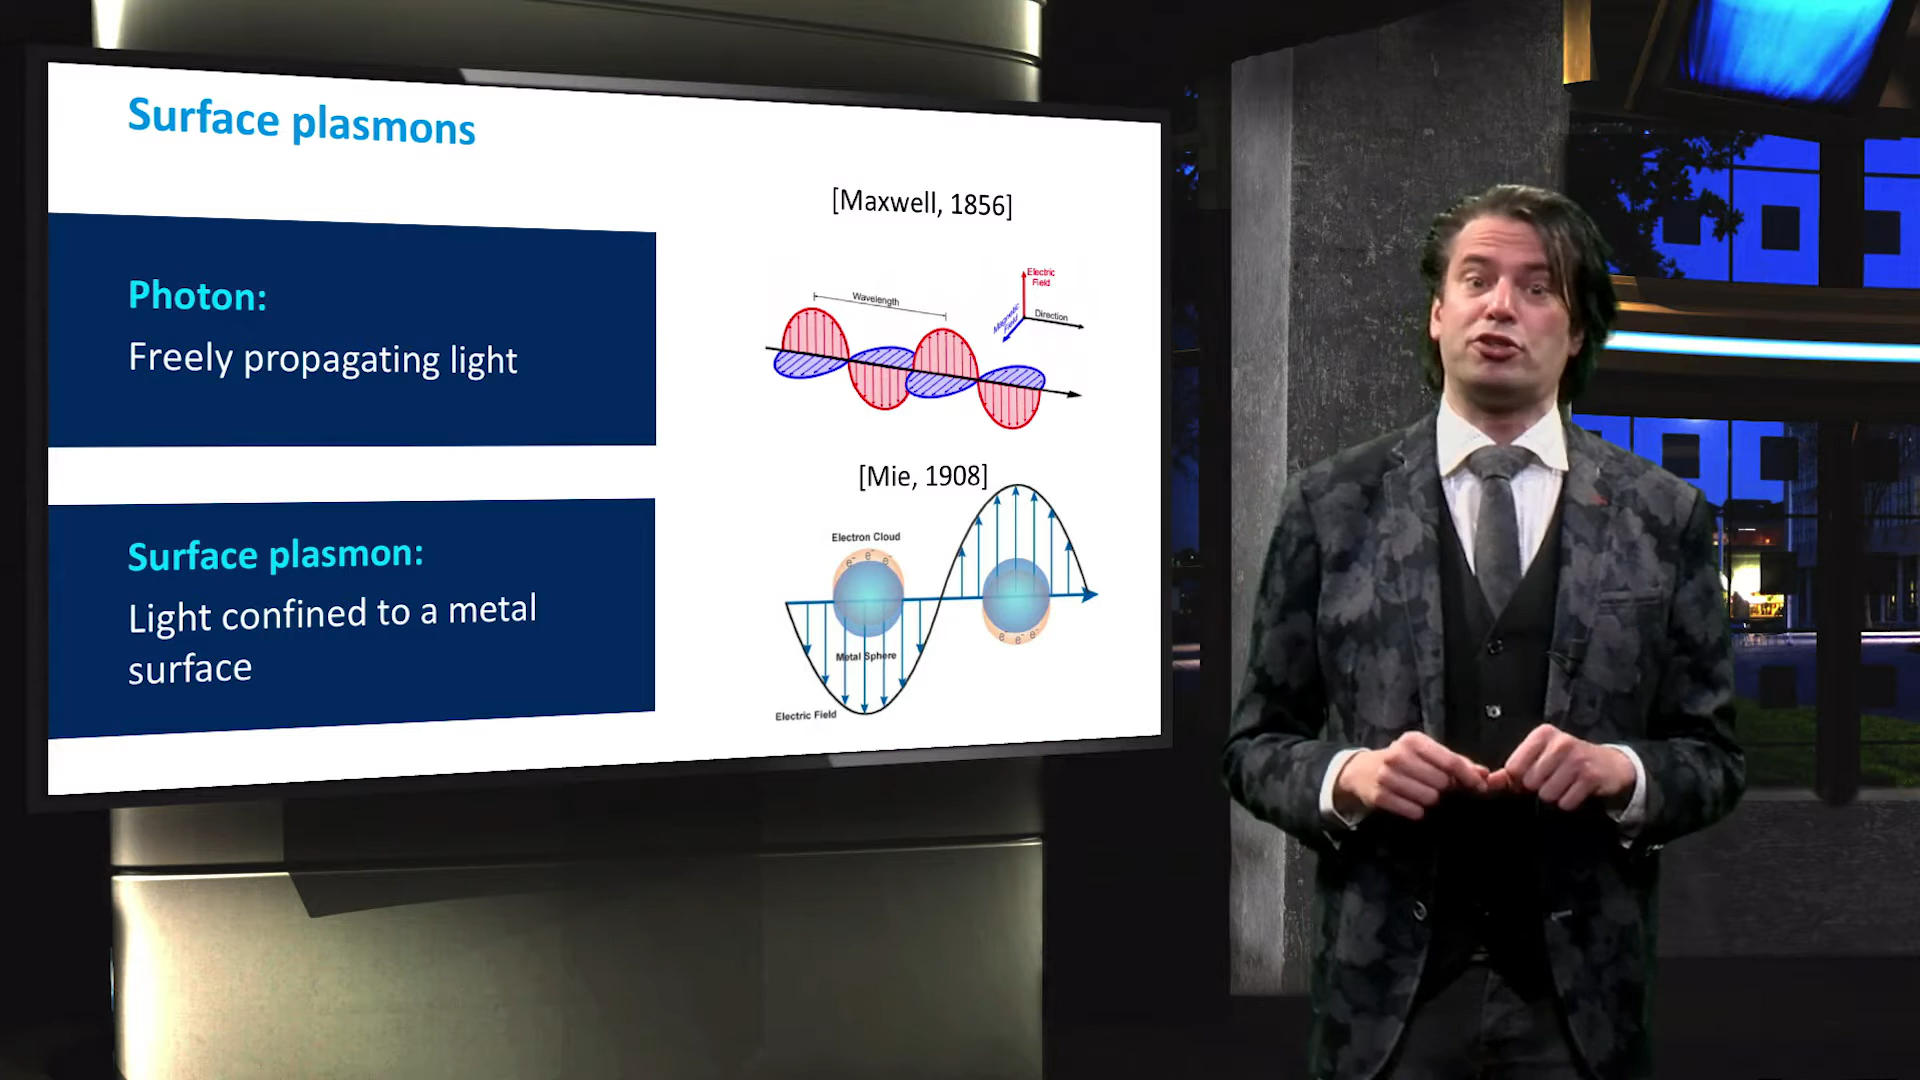 Surface plasmons
Photon:
Freely propagating light
Surface plasmon:
Light confined to a metal
surface
[Maxwell, 1856]
Wavelength
Electric
Field
Magnetic
Field
Direction
[Mie, 1908]
Electron Cloud
e⁻ e⁻ e⁻
Metal Sphere
e⁻ e⁻ e⁻
Electric Field